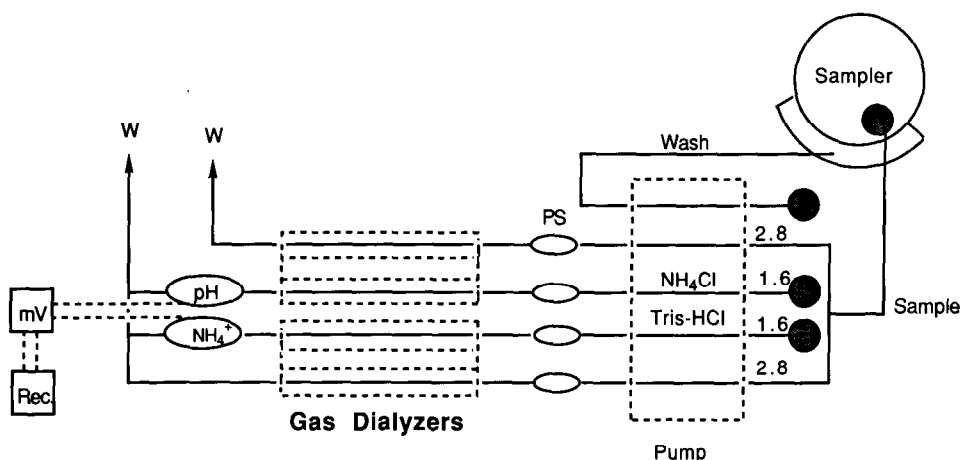 Sampler
W
W
Wash
PS
2.8
pH
NH₄Cl
1.6
mV
Sample
NH₄⁺
Tris-HCl
1.6
2.8
Rec.
Gas Dialyzers
Pump